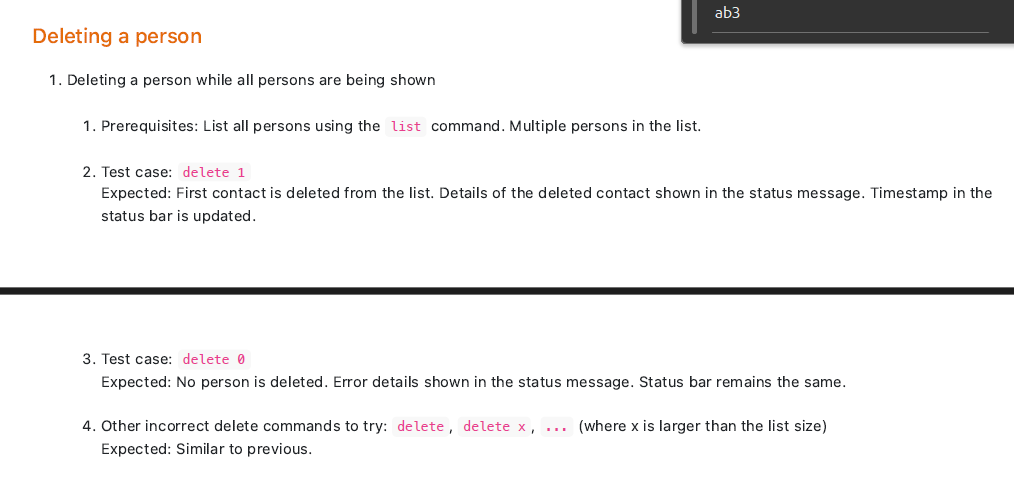 ab3
Deleting a person
1. Deleting a person while all persons are being shown
1. Prerequisites: List all persons using the list command. Multiple persons in the list.
2. Test case: delete 1
Expected: First contact is deleted from the list. Details of the deleted contact shown in the status message. Timestamp in the
status bar is updated.
3. Test case: delete 0
Expected: No person is deleted. Error details shown in the status message. Status bar remains the same.
4. Other incorrect delete commands to try: delete, delete x, ... (where x is larger than the list size)
Expected: Similar to previous.